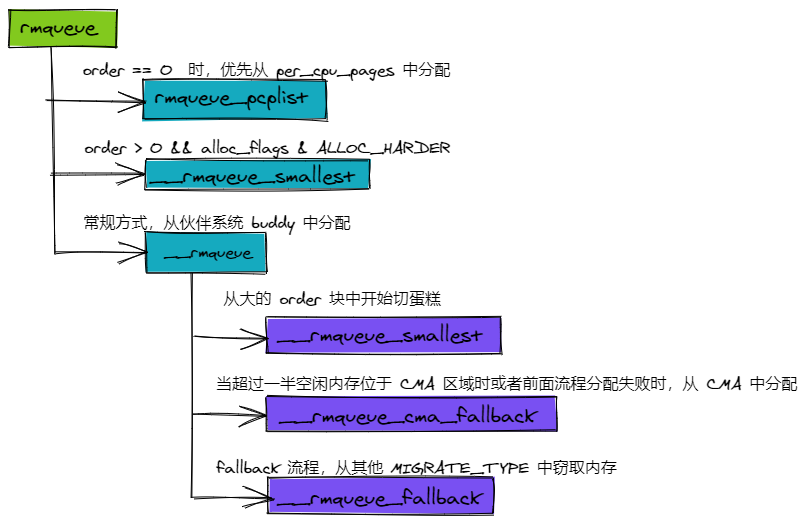 rmqueue
order == 0 时，优先从 per_cpu_pages 中分配
rmqueue_pcplist
order > 0 && alloc_flags & ALLOC_HARDER
__rmqueue_smallest
常规方式，从伙伴系统 buddy 中分配
__rmqueue
从大的 order 块中开始切蛋糕
__rmqueue_smallest
当超过一半空闲内存位于 CMA 区域时或者前面流程分配失败时，从 CMA 中分配
__rmqueue_cma_fallback
fallback 流程，从其他 MIGRATE_TYPE 中窃取内存
__rmqueue_fallback